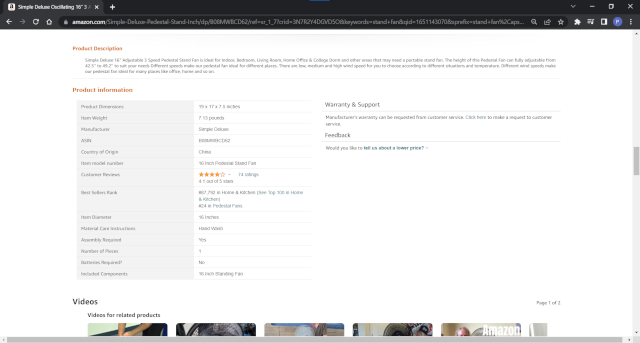 Simple Deluxe Oscillating 16" 3
amazon.com/Simple-Deluxe-Pedestal-Stand-Inch/dp/B08MWBCD62/ref=sr_1_7?crid=3N7R2Y4DGVD5O&keywords=stand+fan&qid=1651143070&sprefix=stand+fan%2Caps...
Product Description
Simple Deluxe 16" Adjustable 3 Speed Pedestal Stand Fan is ideal for Indoor, Bedroom, Living Room, Home Office & College Dorm and other areas that may need a portable stand fan. The height of this Pedestal Fan can fully adjustable from
to suit your needs Different speeds make our pedestal fan ideal for different places. There are low, medium and high wind speed for you to choose according to different situations and temperature. Different wind speeds make
our pedestal fan ideal for many places like office, home and so on.
Product information
Product Dimensions 19 x 17 x 7.5 inches
Item Weight 7.15 pounds
Manufacturer Simple Deluxe
ASIN B08MWBCD62
Country of Origin China
Item model number 16 Inch Pedestal Fan
Customer Reviews 74 ratings
4.1 out of 5 stars
Best Sellers Rank in Home & Kitchen (See Top 100 in Home
& Kitchen)
#24 in Pedestal Fans
Item Diameter 16 Inches
Material Care Instructions Hand Wash
Assembly Required Yes
Number of Pieces 1
Batteries Required? No
Included Components 16 Inch Standing Fan
Warranty & Support
Manufacturer's warranty can be requested from customer service. Click here to make a request to customer
service.
Feedback
Would you like to tell us about a lower price?
Videos
Page 1 of 2
Videos for related products
Amazon